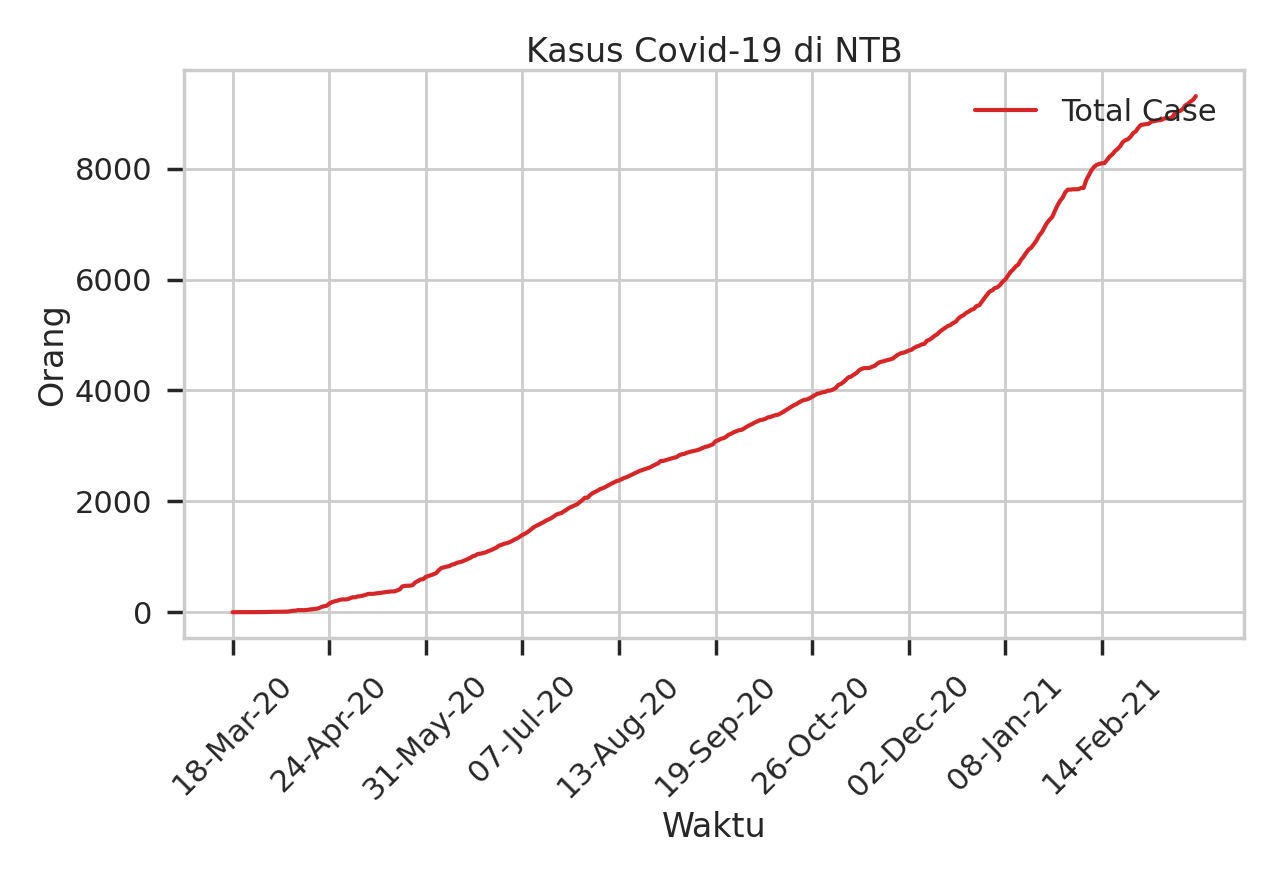 Kasus Covid-19 di NTB
Total Case
8000
6000
4000
2000
0
Orang
18-Mar-20
24-Apr-20
31-May-20
07-Jul-20
13-Aug-20
19-Sep-20
26-Oct-20
02-Dec-20
08-Jan-21
14-Feb-21
Waktu